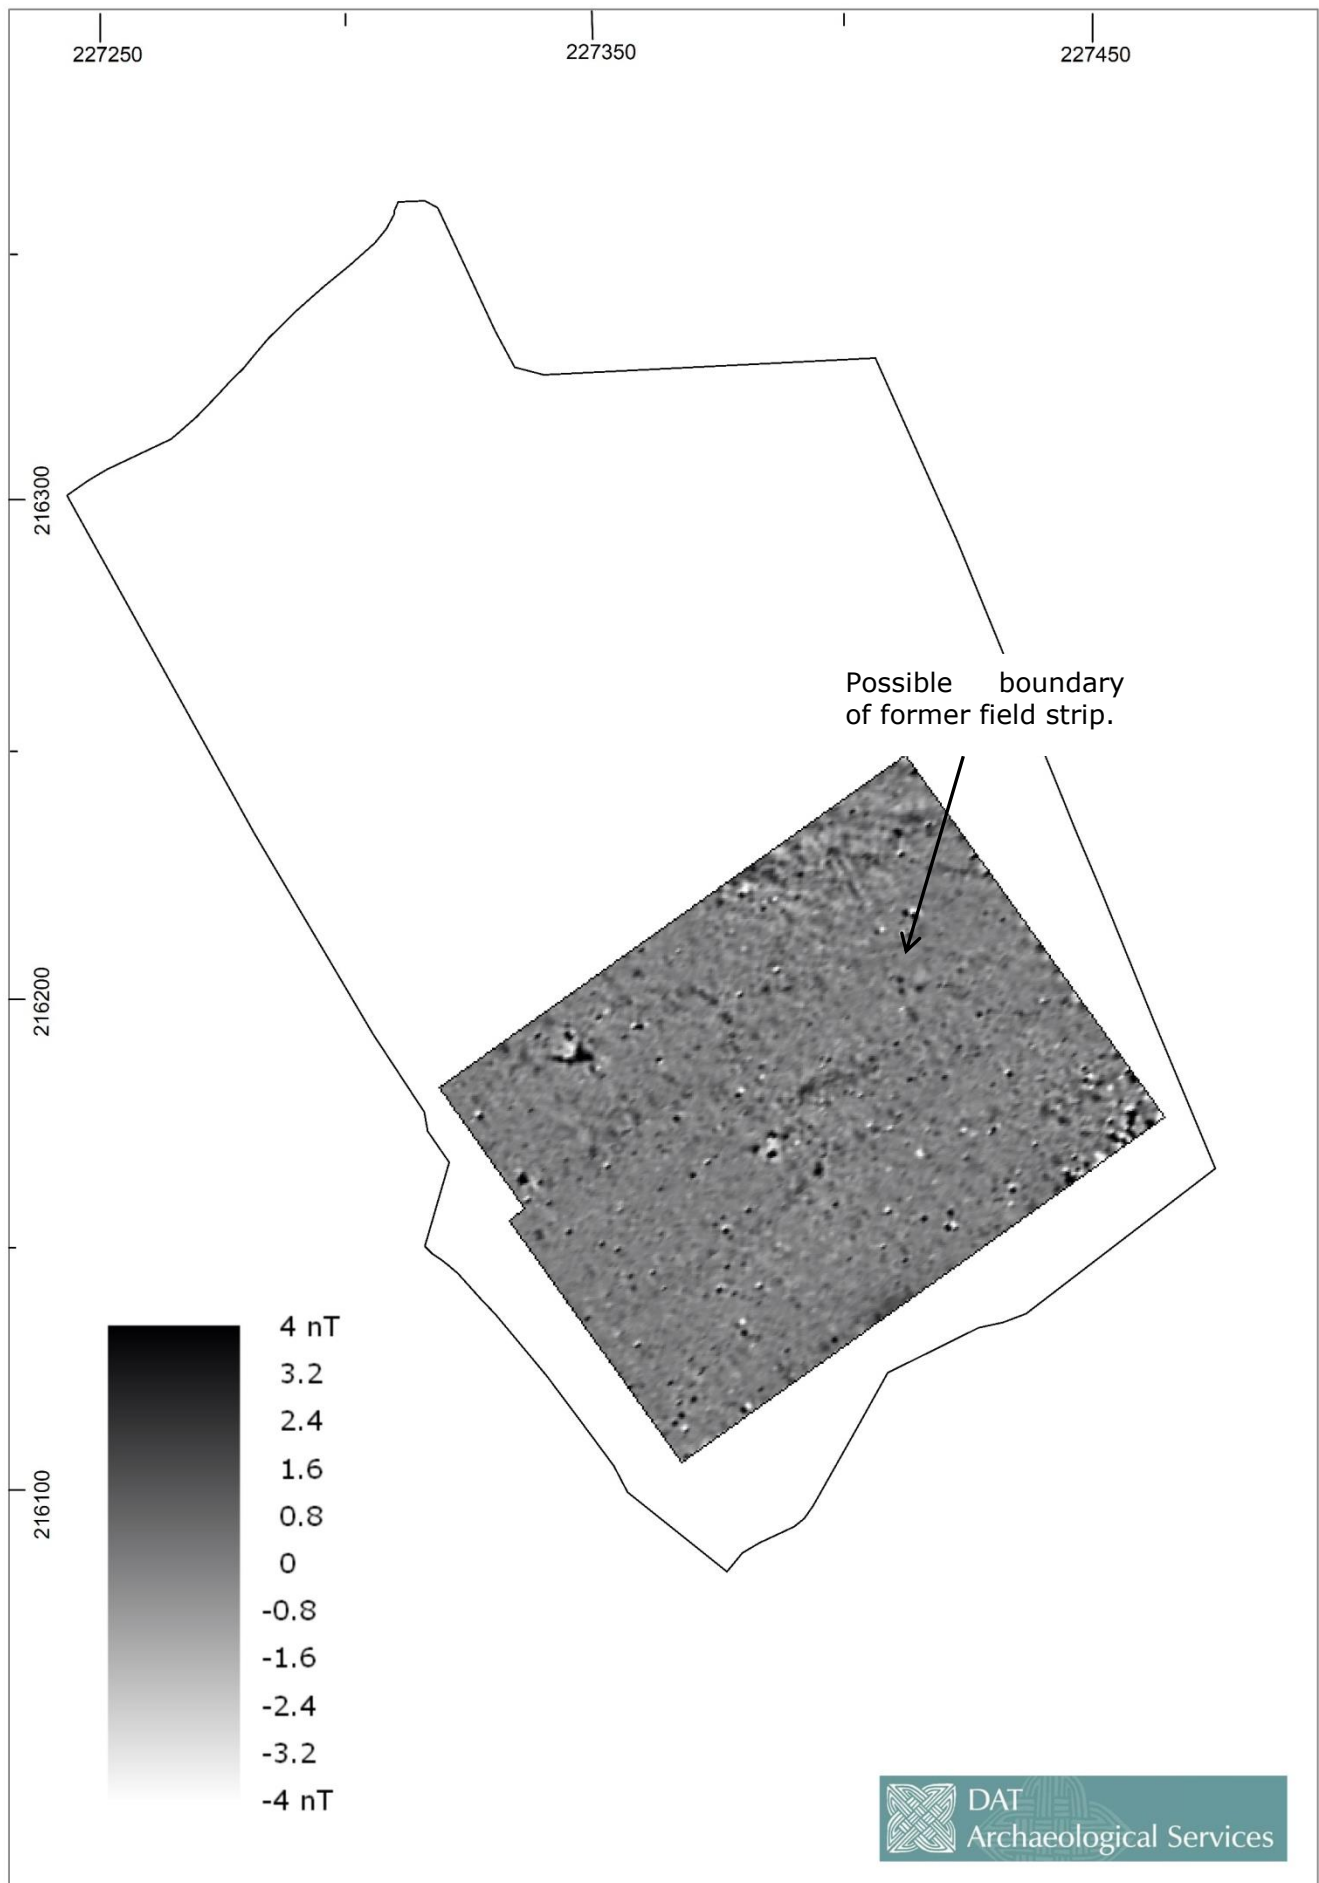 227250
227350
227450
216300
Possible boundary
of former field strip.
216200
216100
4 nT
3.2
2.4
1.6
0.8
0
-0.8
-1.6
-2.4
-3.2
-4 nT
DAT
Archaeological Services